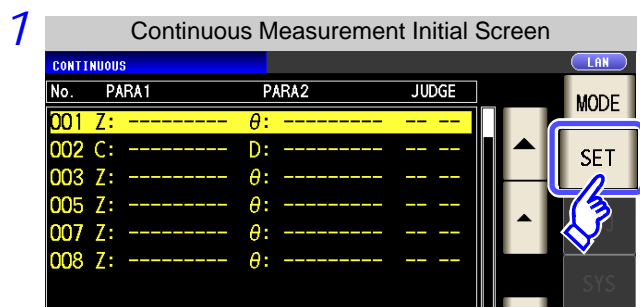 1
Continuous Measurement Initial Screen
CONTINUOUS
LAN
No. PARA1 PARA2 JUDGE
MODE
001 Z: --------- θ: --------- -- --
002 C: --------- D: --------- -- --
SET
003 Z: --------- θ: --------- -- --
005 Z: --------- θ: --------- -- --
007 Z: --------- θ: --------- -- --
008 Z: --------- θ: --------- -- --
SYS